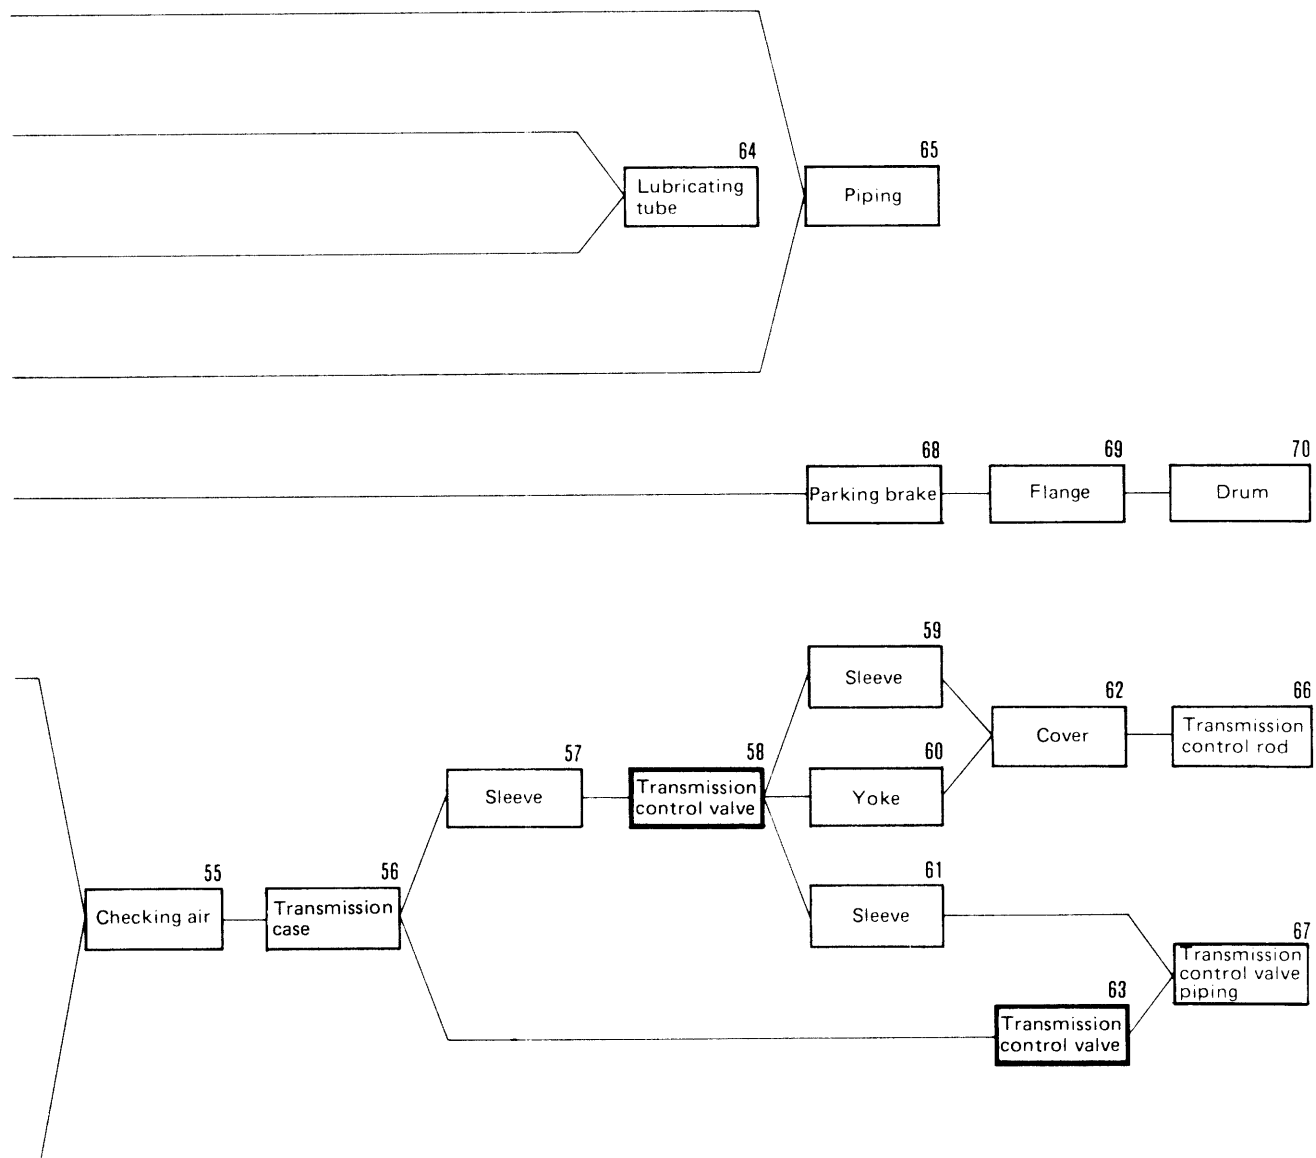 64
Lubricating
tube
65
Piping
68
Parking brake
69
Flange
70
Drum
59
Sleeve
62
Cover
66
Transmission
control rod
57
Sleeve
58
Transmission
control valve
60
Yoke
55
Checking air
56
Transmission
case
61
Sleeve
67
Transmission
control valve
piping
63
Transmission
control valve